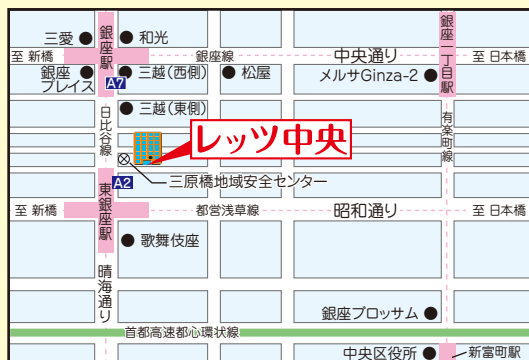 三愛
銀座駅
和光
銀座一丁目駅
至 新橋
銀座線
中央通り
至 日本橋
銀座
プレイス
A7
三越(西側)
松屋
メルサGinza-2
三越(東側)
日比谷線
レッツ中央
有楽町線
A2
三原橋地域安全センター
至 新橋
東銀座駅
都営浅草線
昭和通り
至 日本橋
歌舞伎座
晴海通り
銀座ブロッサム
首都高速都心環状線
中央区役所
新富町駅